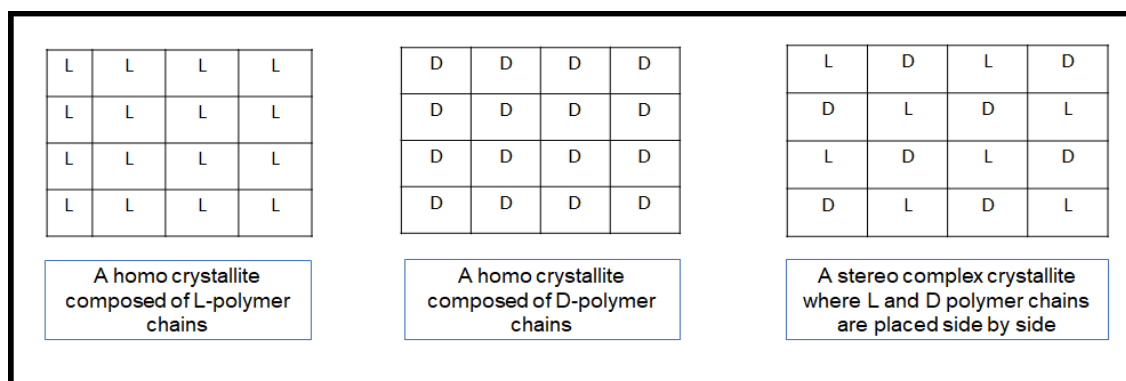 L L L L
L L L L
L L L L
L L L L
A homo crystallite
composed of L-polymer
chains
D D D D
D D D D
D D D D
D D D D
A homo crystallite
composed of D-polymer
chains
L D L D
D L D L
L D L D
D L D L
A stereo complex crystallite
where L and D polymer chains
are placed side by side